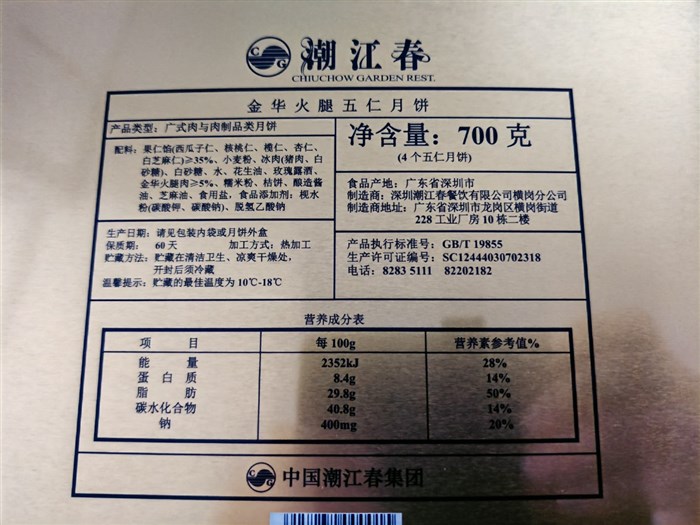 CG 潮江春
CHIUCHOW GARDEN REST.
金华火腿五仁月饼
产品类型：广式肉与肉制品类月饼
配料：果仁馅(西瓜子仁、核桃仁、榄仁、杏仁、
白芝麻仁)≥35%、小麦粉、冰肉(猪肉、白
砂糖)、白砂糖、水、花生油、玫瑰露酒、
金华火腿肉≥5%、糯米粉、桔饼、酿造酱
油、芝麻油、食用盐，食品添加剂：枧水
粉(碳酸钾、碳酸钠)、脱氢乙酸钠
生产日期：请见包装内袋或月饼外盒
保质期：60天 加工方式：热加工
贮藏方法：贮藏在清洁卫生、凉爽干燥处，
开封后须冷藏
温馨提示：贮藏的最佳温度为10℃-18℃
净含量：700克
(4个五仁月饼)
食品产地：广东省深圳市
制造商：深圳潮江春餐饮有限公司横岗分公司
制造商地址：广东省深圳市龙岗区横岗街道
228工业厂房10栋二楼
产品执行标准号：GB/T 19855
生产许可证编号：SC12444030702318
电话：8283 5111 82202182
营养成分表
项目 每100g 营养素参考值%
能量 2352kJ 28%
蛋白质 8.4g 14%
脂肪 29.8g 50%
碳水化合物 40.8g 14%
钠 400mg 20%
CG 中国潮江春集团